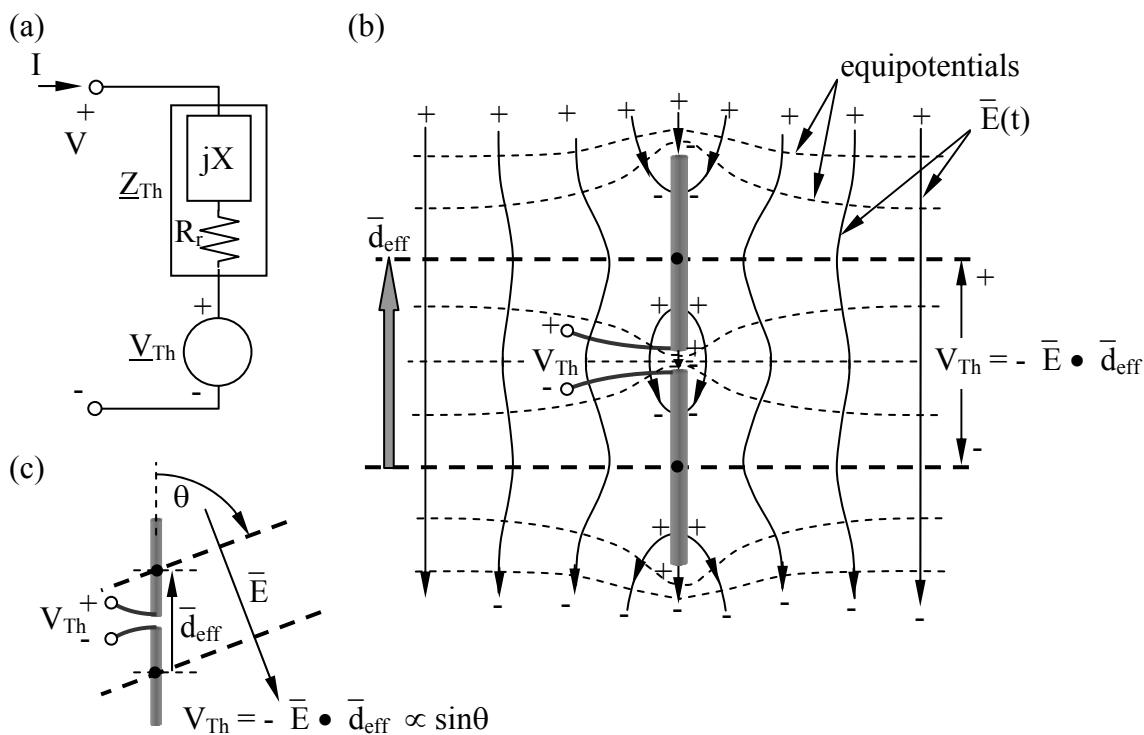 (a)
I
+
V
-
jX
Z_Th
R_r
+
V_Th
-
(b)
equipotentials
E̅(t)
+ + + + + + + +
-
d̅_eff
- -
+ +
+
V_Th
-
+
- -
+
V_Th = - E̅ • d̅_eff
-
+ +
+
- - - - - - -
(c)
θ
E̅
+
V_Th
-
d̅_eff
V_Th = - E̅ • d̅_eff ∝ sinθ